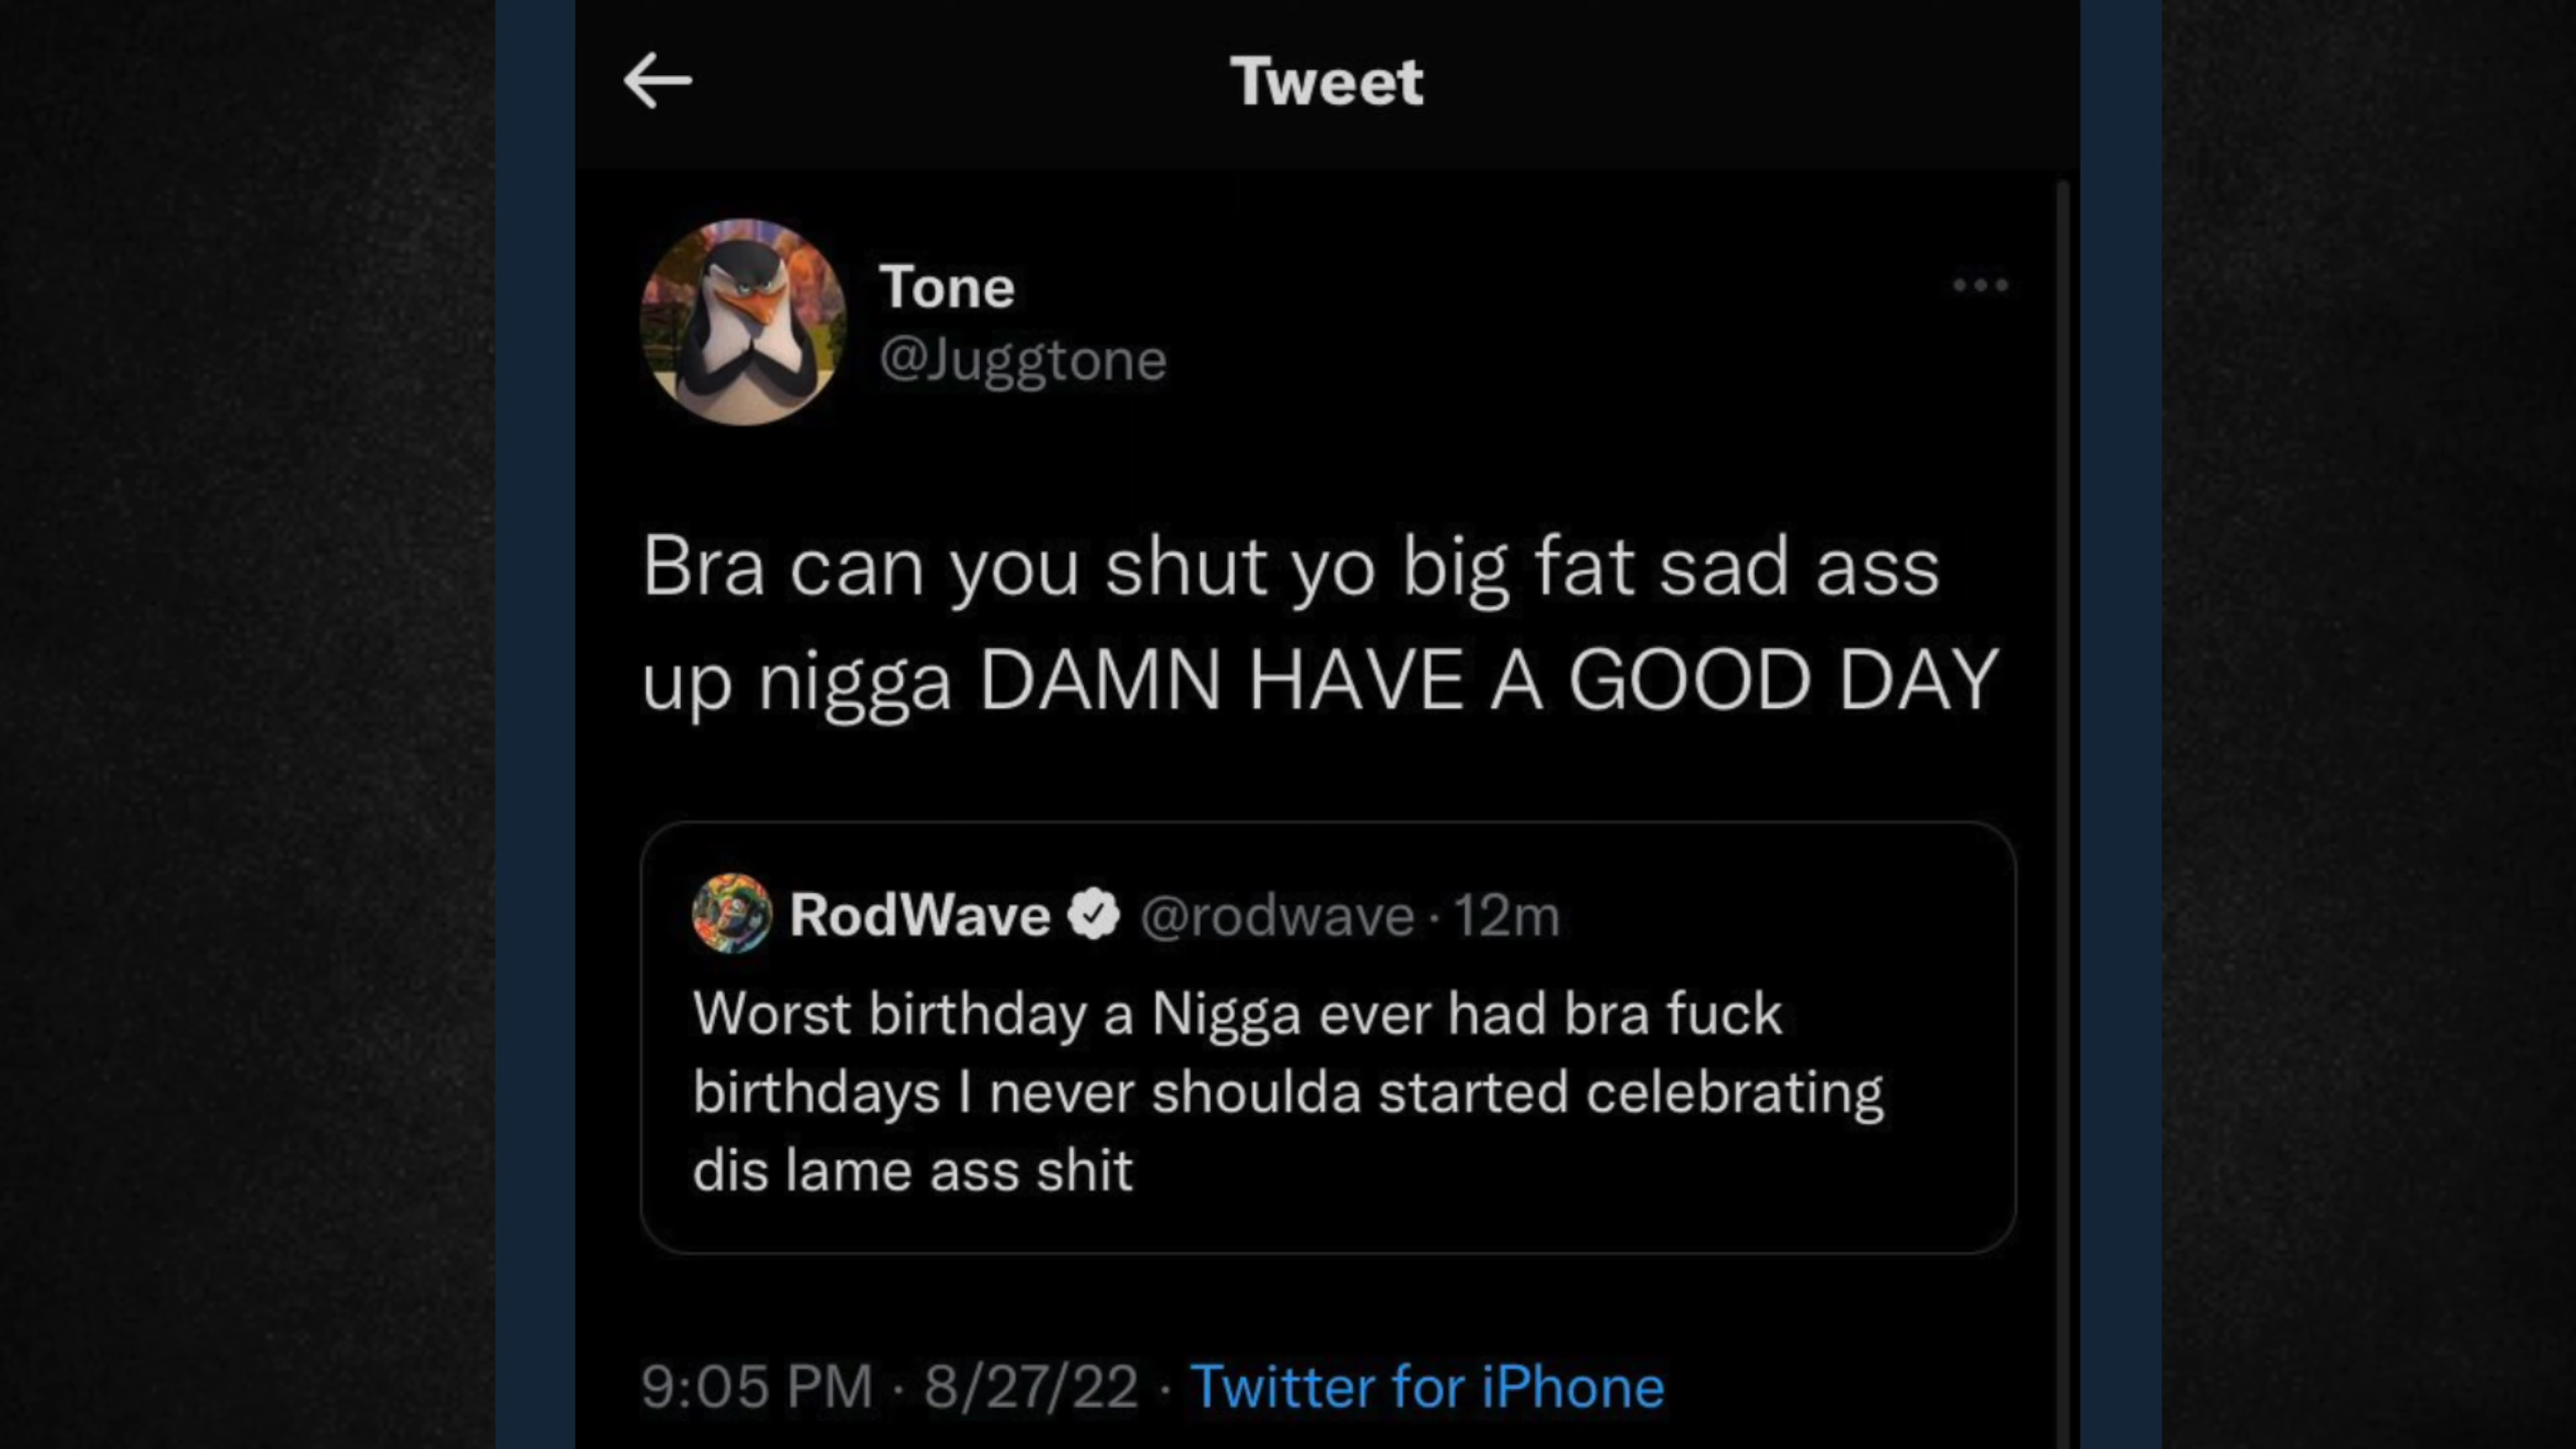 Tweet
Tone
@Juggtone
Bra can you shut yo big fat sad ass
up nigga DAMN HAVE A GOOD DAY
RodWave @rodwave · 12m
Worst birthday a Nigga ever had bra fuck
birthdays I never shoulda started celebrating
dis lame ass shit
9:05 PM · 8/27/22 · Twitter for iPhone